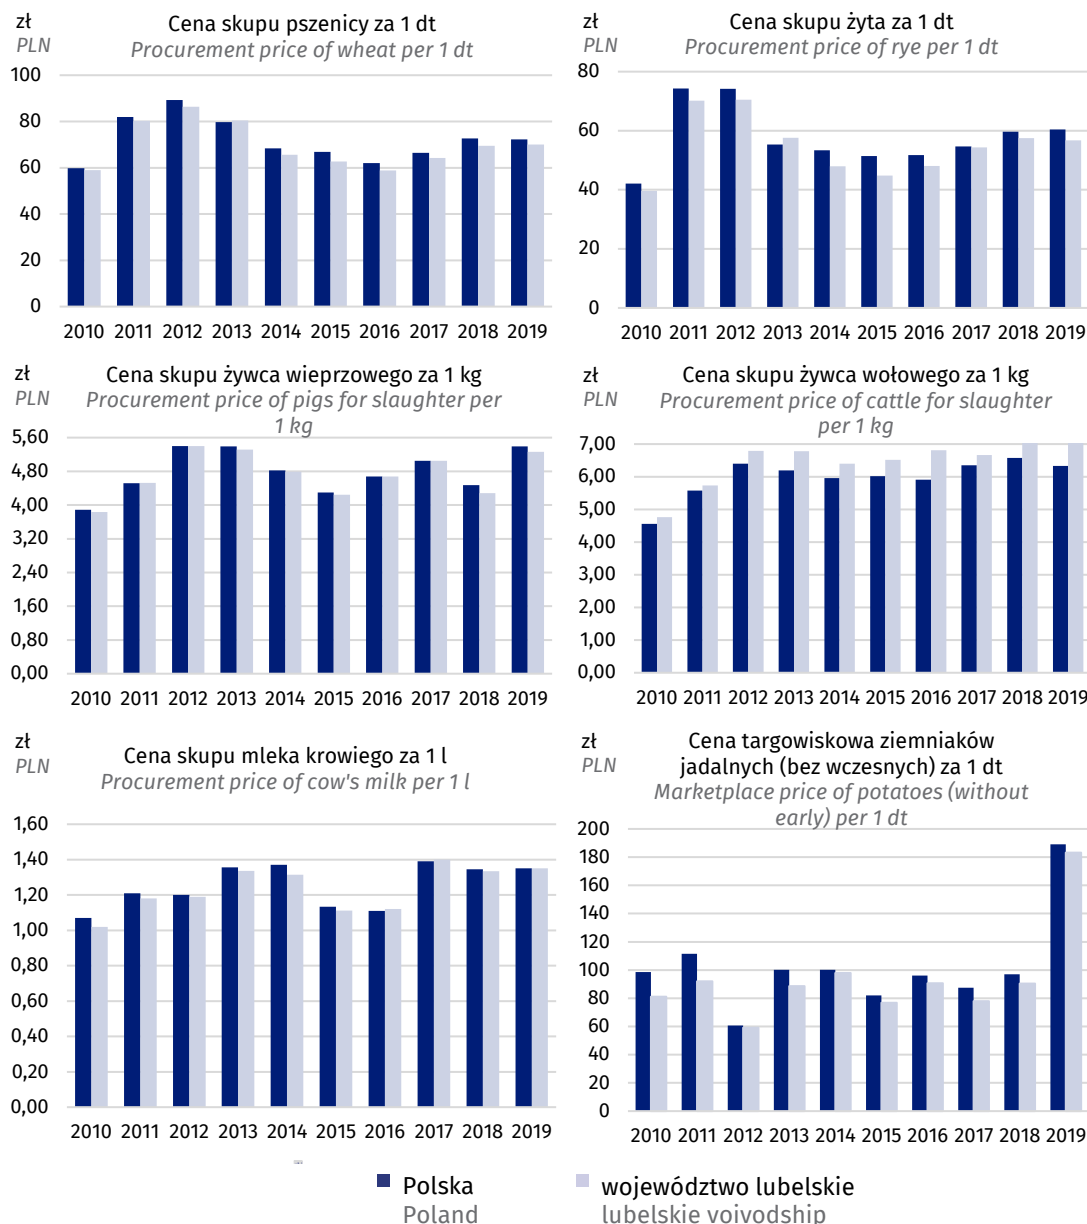 zł
PLN
Cena skupu pszenicy za 1 dt
Procurement price of wheat per 1 dt
100
80
60
40
20
0
2010 2011 2012 2013 2014 2015 2016 2017 2018 2019
zł
PLN
Cena skupu żyta za 1 dt
Procurement price of rye per 1 dt
80
60
40
20
0
2010 2011 2012 2013 2014 2015 2016 2017 2018 2019
zł
PLN
Cena skupu żywca wieprzowego za 1 kg
Procurement price of pigs for slaughter per
1 kg
5,60
4,80
4,00
3,20
2,40
1,60
0,80
0,00
2010 2011 2012 2013 2014 2015 2016 2017 2018 2019
zł
PLN
Cena skupu żywca wołowego za 1 kg
Procurement price of cattle for slaughter
per 1 kg
7,00
6,00
5,00
4,00
3,00
2,00
1,00
0,00
2010 2011 2012 2013 2014 2015 2016 2017 2018 2019
zł
PLN
Cena skupu mleka krowiego za 1 l
Procurement price of cow's milk per 1 l
1,60
1,40
1,20
1,00
0,80
0,60
0,40
0,20
0,00
2010 2011 2012 2013 2014 2015 2016 2017 2018 2019
zł
PLN
Cena targowiskowa ziemniaków
jadalnych (bez wczesnych) za 1 dt
Marketplace price of potatoes (without
early) per 1 dt
200
180
160
140
120
100
80
60
40
20
0
2010 2011 2012 2013 2014 2015 2016 2017 2018 2019
Polska
Poland
województwo lubelskie
lubelskie voivodship